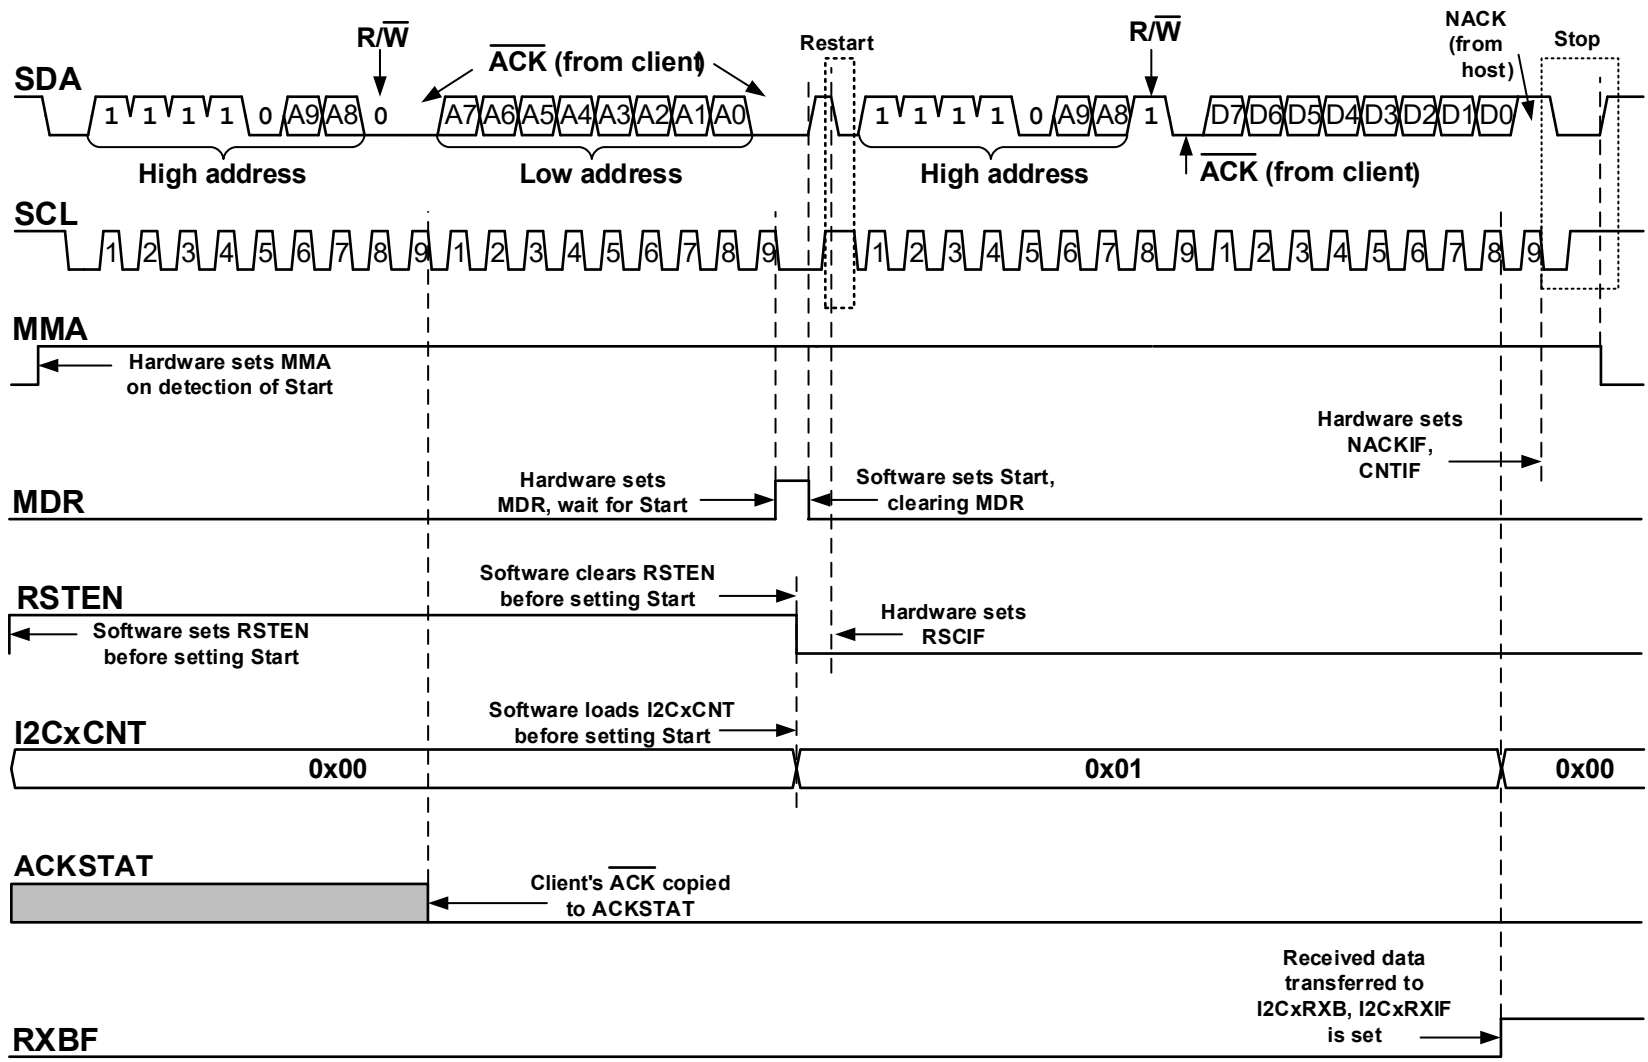 NACK
R/W
R/W
(from
Stop
Restart
host)
ACK (from client)
SDA
1 1 1 1 0 A9 A8 0 A7 A6 A5 A4 A3 A2 A1 A0 1 1 1 1 0 A9 A8 1 D7 D6 D5 D4 D3 D2 D1 D0
High address
Low address
High address
ACK (from client)
SCL
1 2 3 4 5 6 7 8 9 1 2 3 4 5 6 7 8 9 1 2 3 4 5 6 7 8 9 1 2 3 4 5 6 7 8 9
MMA
Hardware sets MMA
on detection of Start
Hardware sets
NACKIF,
CNTIF
MDR
Hardware sets
MDR, wait for Start
Software sets Start,
clearing MDR
RSTEN
Software clears RSTEN
before setting Start
Software sets RSTEN
before setting Start
Hardware sets
RSCIF
I2CxCNT
Software loads I2CxCNT
before setting Start
0x00
0x01
0x00
ACKSTAT
Client's ACK copied
to ACKSTAT
Received data
transferred to
I2CxRXB, I2CxRXIF
is set
RXBF